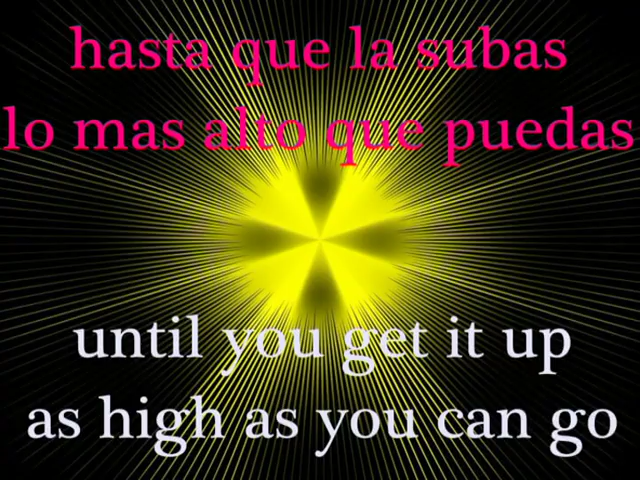 hasta que la subas
lo mas alto que puedas
until you get it up
as high as you can go